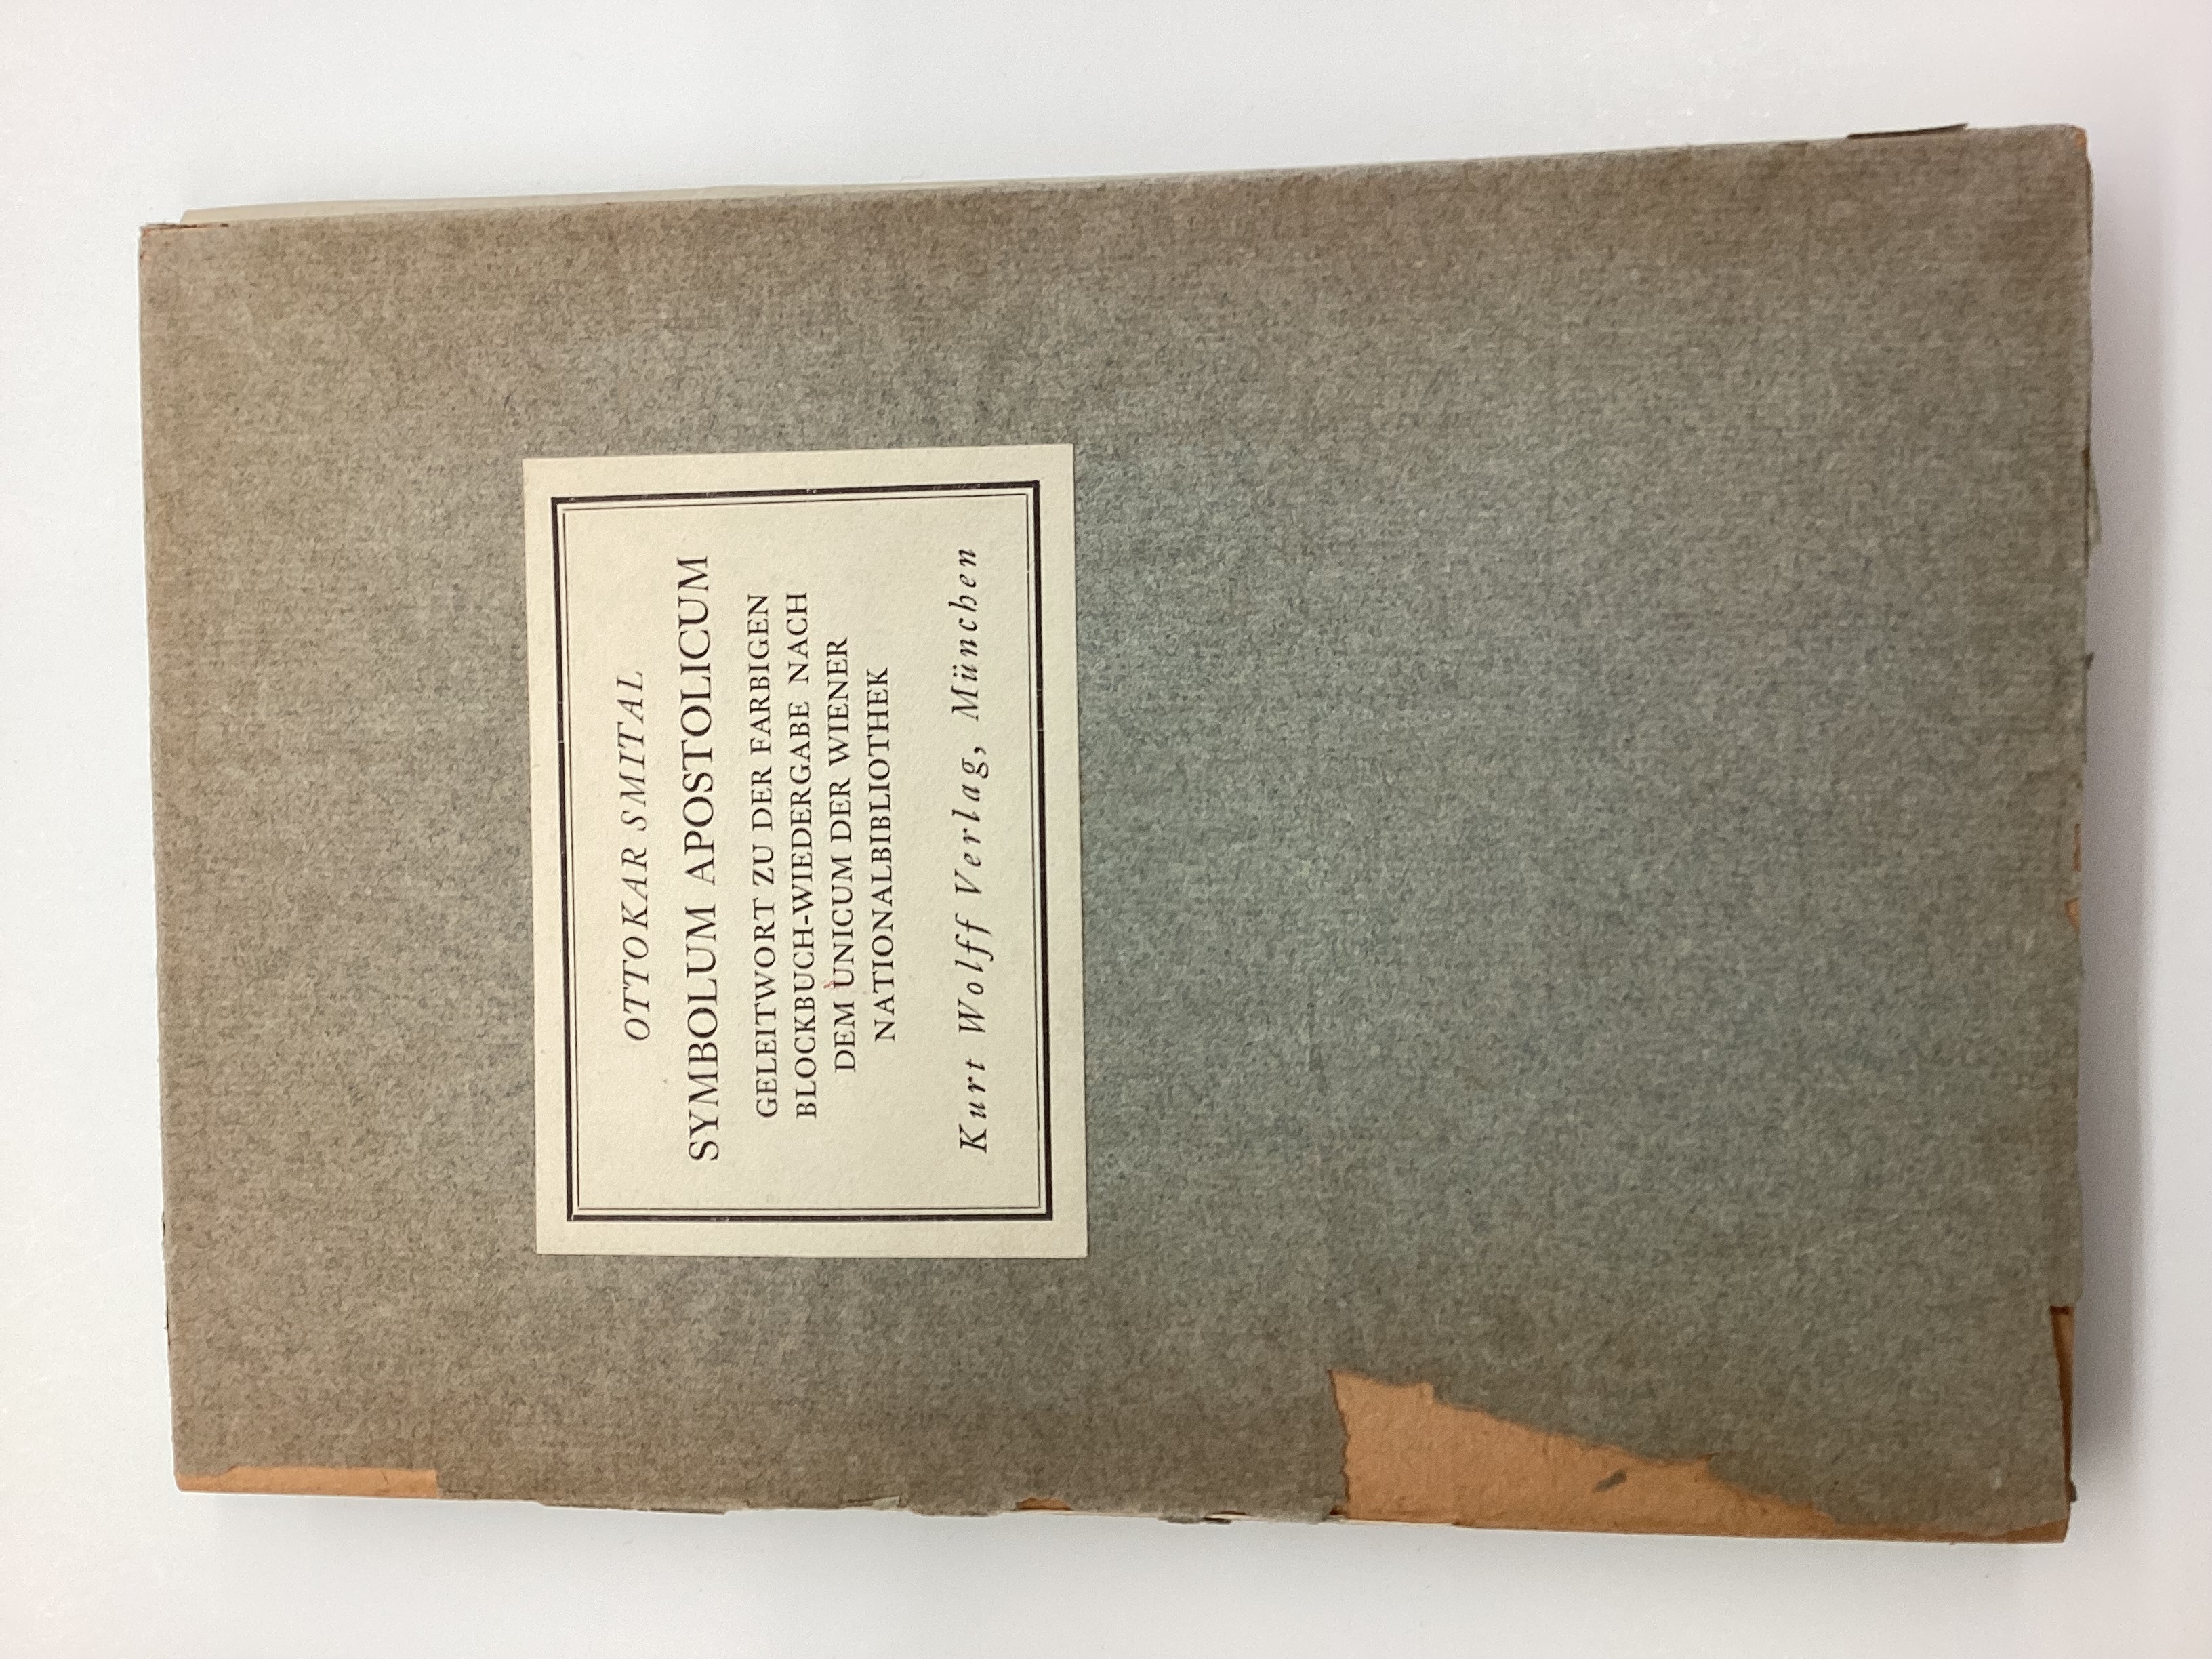 OTTOKAR SMITAL
SYMBOLUM APOSTOLICUM
GELEITWORT ZU DER FARBIGEN
BLOCKBUCH-WIEDERGABE NACH
DEM UNICUM DER WIENER
NATIONALBIBLIOTHEK
Kurt Wolff Verlag, München